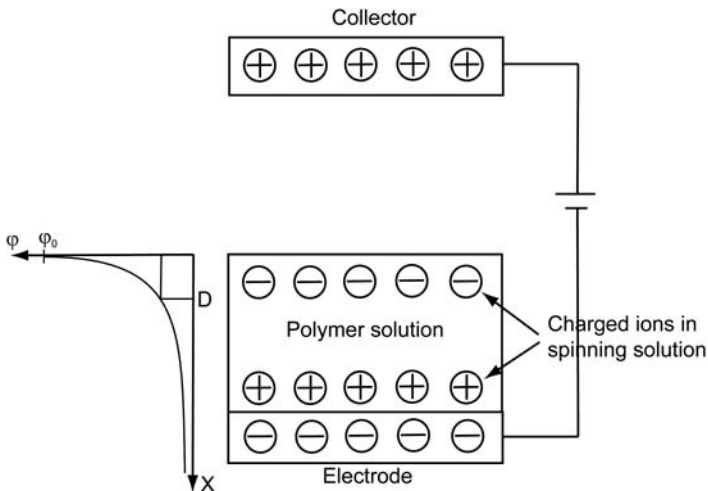 Collector
φ φ₀
D
Polymer solution
Charged ions in
spinning solution
Electrode
X